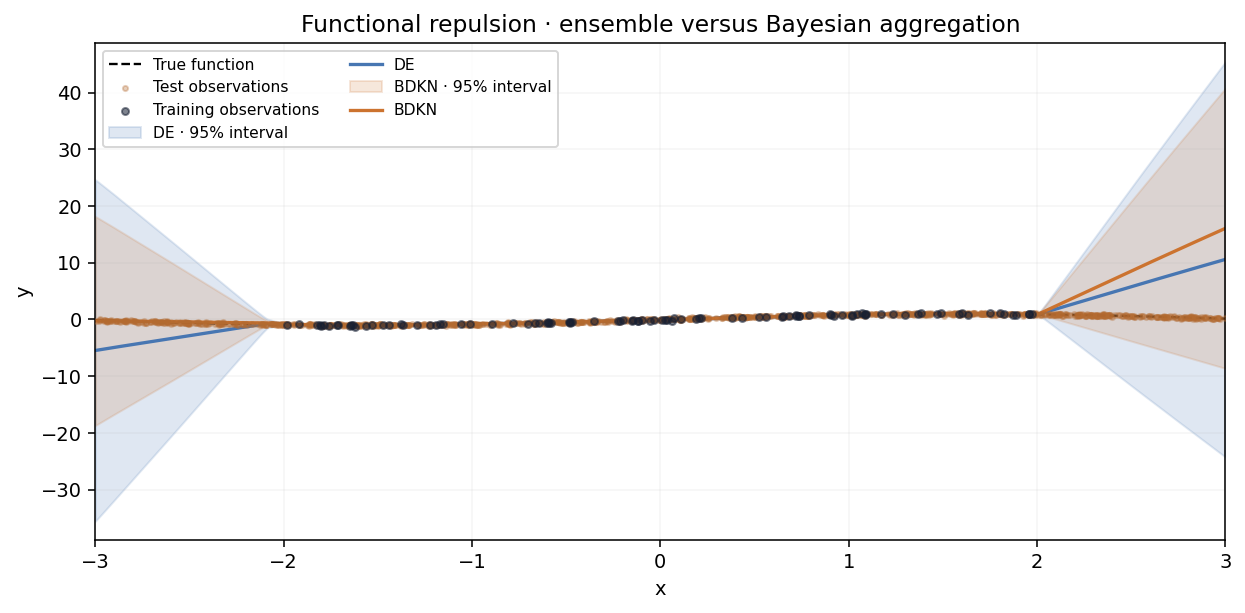 Functional repulsion · ensemble versus Bayesian aggregation
True function
Test observations
Training observations
DE · 95% interval
DE
BDKN · 95% interval
BDKN
y
40
30
20
10
0
−10
−20
−30
−3
−2
−1
0
1
2
3
x